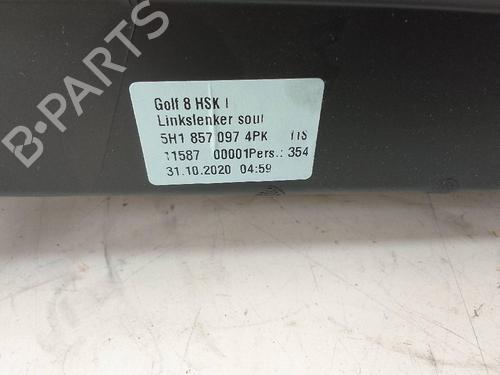 Golf 8 HSK I
Linkslenker soul
5H1 857 097 4PK TIS
11587 00001Pers.: 354
31.10.2020 04:59
B-PARTS